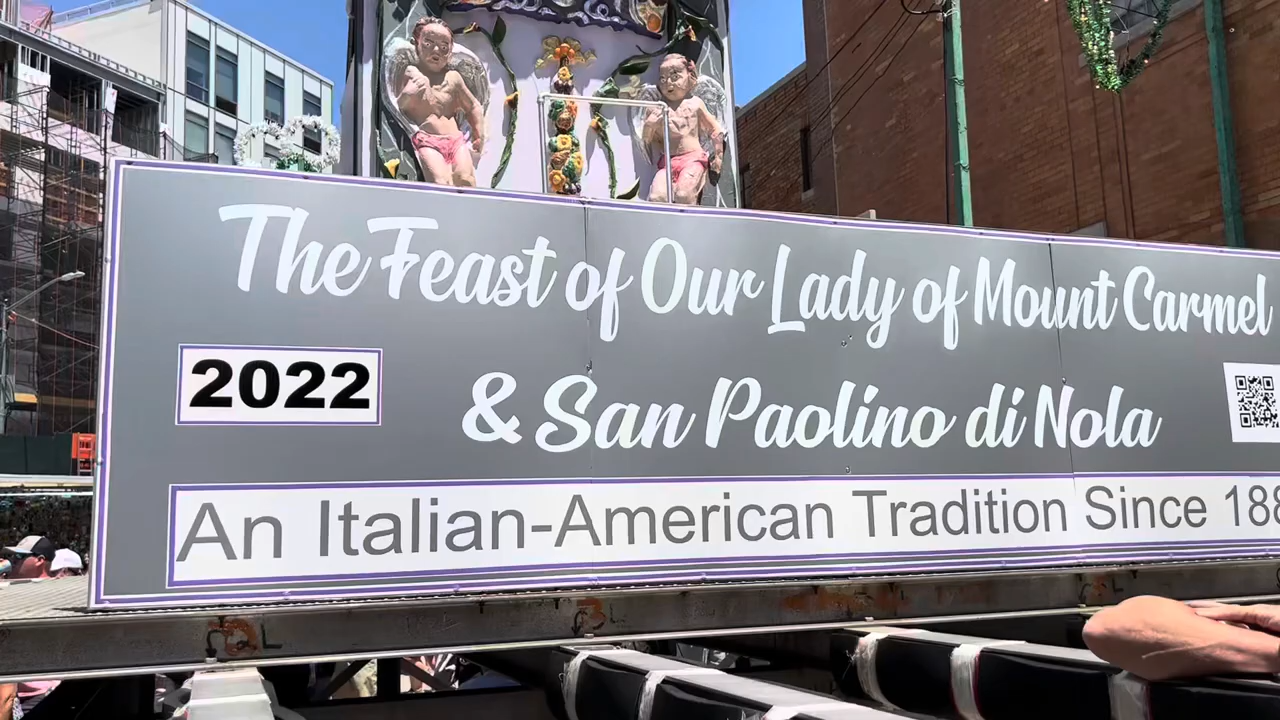 The Feast of Our Lady of Mount Carmel
2022
& San Paolino di Nola
An Italian-American Tradition Since 188